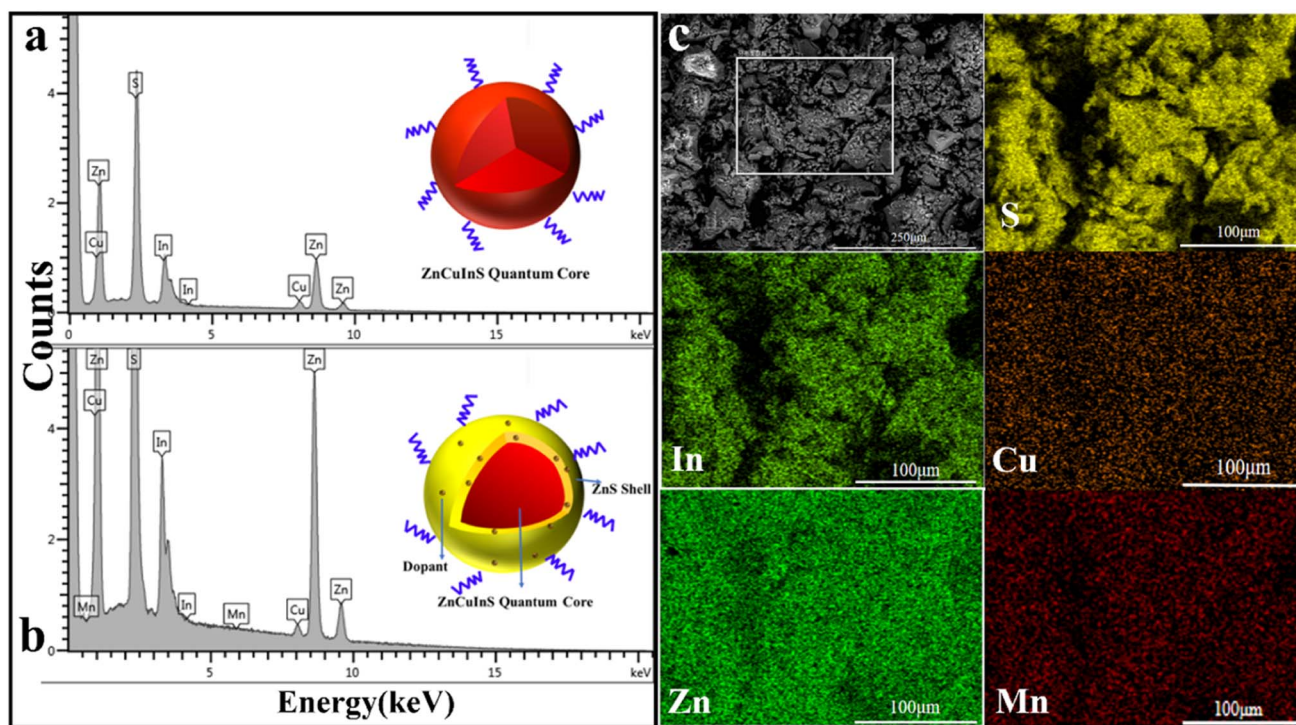 a
Counts
4
2
0
5
10
15
keV
Zn
Cu
S
In
In
Cu
Zn
Zn
ZnCuInS Quantum Core
b
4
2
0
5
10
15
keV
Zn
Cu
S
In
Mn
In
Mn
Cu
Zn
Zn
ZnS Shell
Dopant
ZnCuInS Quantum Core
Energy(keV)
c
250μm
S
100μm
In
100μm
Cu
100μm
Zn
100μm
Mn
100μm